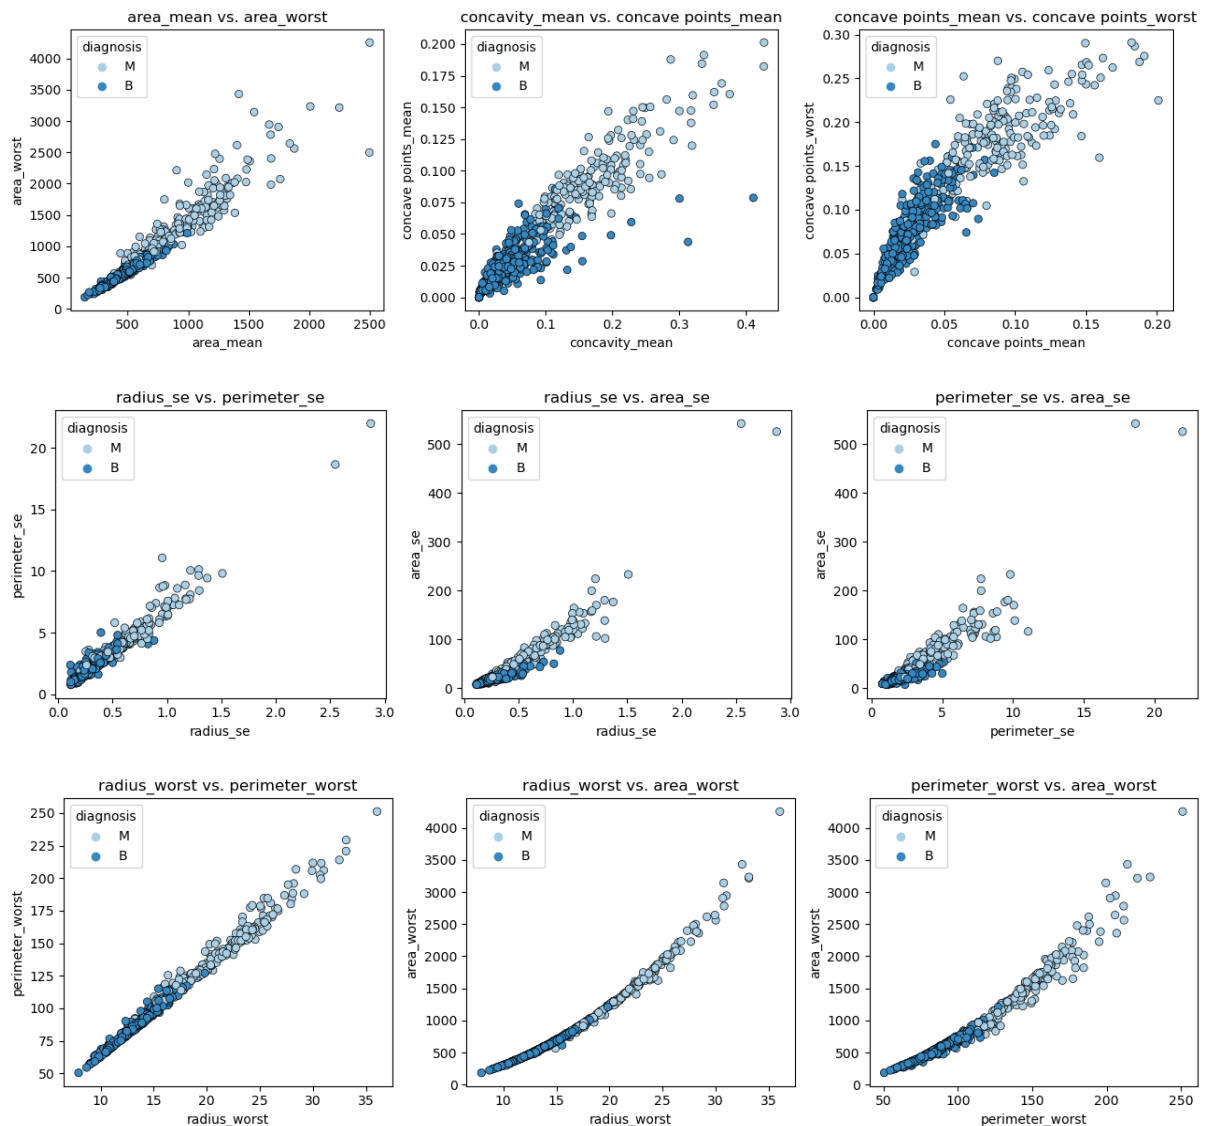 area_mean vs. area_worst
diagnosis
M
B
4000
3500
3000
2500
2000
1500
1000
500
0
area_worst
500
1000
1500
2000
2500
area_mean
concavity_mean vs. concave points_mean
diagnosis
M
B
0.200
0.175
0.150
0.125
0.100
0.075
0.050
0.025
0.000
concave points_mean
0.0
0.1
0.2
0.3
0.4
concavity_mean
concave points_mean vs. concave points_worst
diagnosis
M
B
0.30
0.25
0.20
0.15
0.10
0.05
0.00
concave points_worst
0.00
0.05
0.10
0.15
0.20
concave points_mean
radius_se vs. perimeter_se
diagnosis
M
B
20
15
10
5
0
perimeter_se
0.0
0.5
1.0
1.5
2.0
2.5
3.0
radius_se
radius_se vs. area_se
diagnosis
M
B
500
400
300
200
100
0
area_se
0.0
0.5
1.0
1.5
2.0
2.5
3.0
radius_se
perimeter_se vs. area_se
diagnosis
M
B
500
400
300
200
100
0
area_se
0
5
10
15
20
perimeter_se
radius_worst vs. perimeter_worst
diagnosis
M
B
250
225
200
175
150
125
100
75
50
perimeter_worst
10
15
20
25
30
35
radius_worst
radius_worst vs. area_worst
diagnosis
M
B
4000
3500
3000
2500
2000
1500
1000
500
0
area_worst
10
15
20
25
30
35
radius_worst
perimeter_worst vs. area_worst
diagnosis
M
B
4000
3500
3000
2500
2000
1500
1000
500
0
area_worst
50
100
150
200
250
perimeter_worst